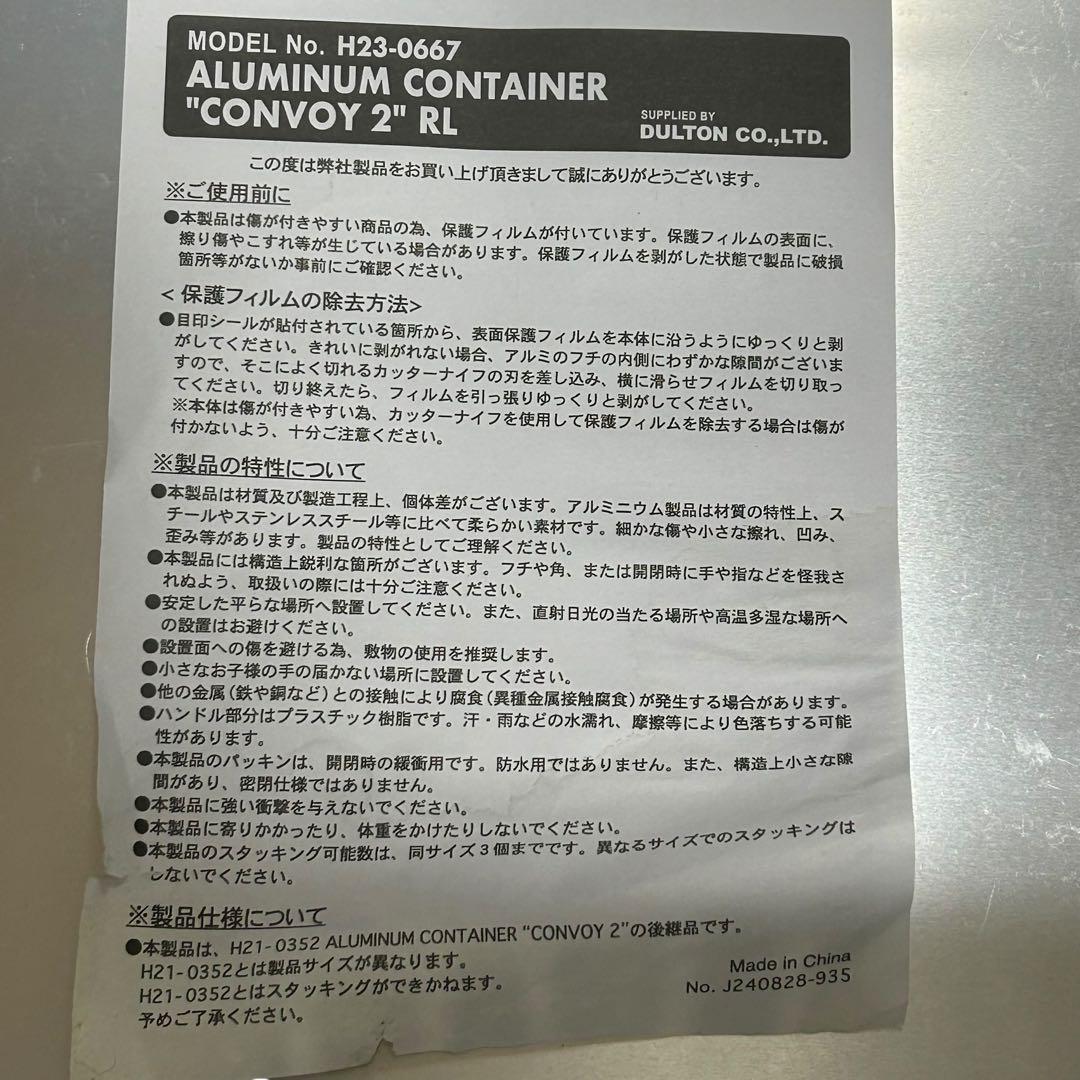 MODEL No. H23-0667
ALUMINUM CONTAINER
"CONVOY 2" RL
SUPPLIED BY
DULTON CO.,LTD.
この度は弊社製品をお買い上げ頂きまして誠にありがとうございます。
※ご使用前に
●本製品は傷が付きやすい商品の為、保護フィルムが付いています。保護フィルムの表面に、
擦り傷やこすれ等が生じている場合があります。保護フィルムを剥がした状態で製品に破損
箇所等がないか事前にご確認ください。
<保護フィルムの除去方法>
●目印シールが貼付されている箇所から、表面保護フィルムを本体に沿うようにゆっくりと剥
がしてください。きれいに剥がれない場合、アルミのフチの内側にわずかな隙間がございま
すので、そこによく切れるカッターナイフの刃を差し込み、横に滑らせフィルムを切り取っ
てください。切り終えたら、フィルムを引っ張りゆっくりと剥がしてください。
※本体は傷が付きやすい為、カッターナイフを使用して保護フィルムを除去する場合は傷が
付かないよう、十分ご注意ください。
※製品の特性について
●本製品は材質及び製造工程上、個体差がございます。アルミニウム製品は材質の特性上、ス
チールやステンレススチール等に比べて柔らかい素材です。細かな傷や小さな擦れ、凹み、
歪み等があります。製品の特性としてご理解ください。
●本製品には構造上鋭利な箇所がございます。フチや角、または開閉時に手や指などを怪我さ
れぬよう、取扱いの際には十分ご注意ください。
●安定した平らな場所へ設置してください。また、直射日光の当たる場所や高温多湿な場所へ
の設置はお避けください。
●設置面への傷を避ける為、敷物の使用を推奨します。
●小さなお子様の手の届かない場所に設置してください。
●他の金属(鉄や銅など)との接触により腐食(異種金属接触腐食)が発生する場合があります。
●ハンドル部分はプラスチック樹脂です。汗・雨などの水濡れ、摩擦等により色落ちする可能
性があります。
●本製品のパッキンは、開閉時の緩衝用です。防水用ではありません。また、構造上小さな隙
間があり、密閉仕様ではありません。
●本製品に強い衝撃を与えないでください。
●本製品に寄りかかったり、体重をかけたりしないでください。
●本製品のスタッキング可能数は、同サイズ3個までです。異なるサイズでのスタッキングは
しないでください。
※製品仕様について
●本製品は、H21-0352 ALUMINUM CONTAINER "CONVOY 2"の後継品です。
H21-0352とは製品サイズが異なります。
H21-0352とはスタッキングができかねます。
予めご了承ください。
Made in China
No. J240828-935